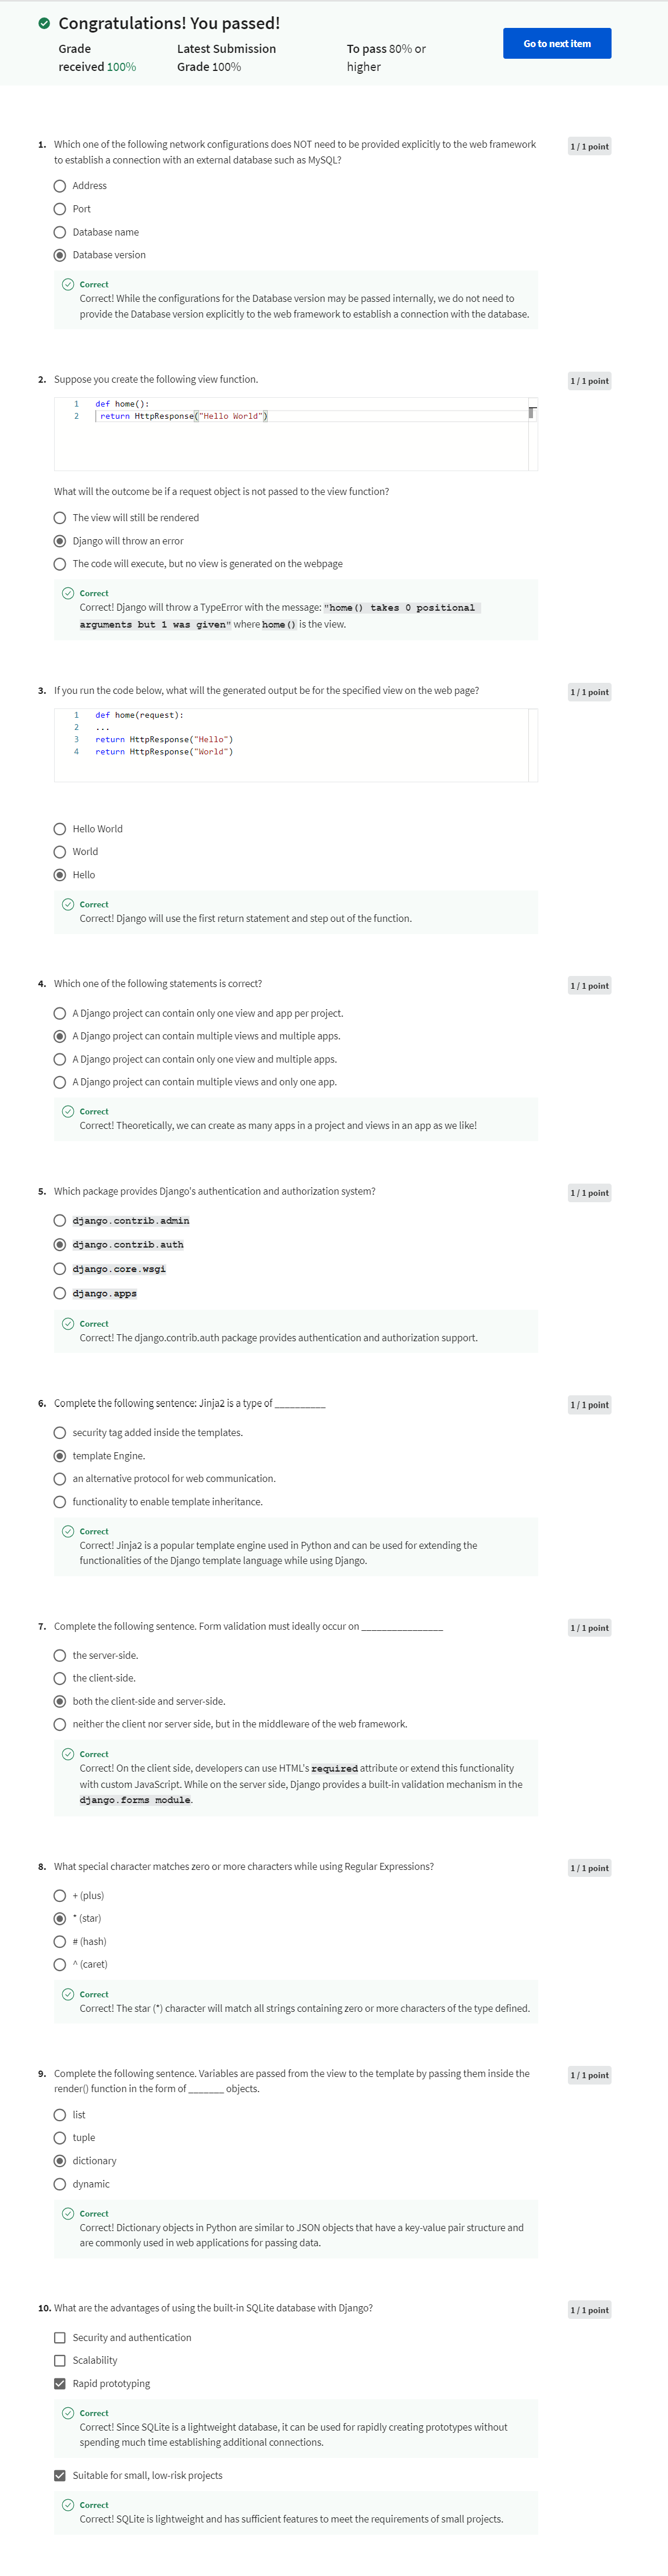 Congratulations! You passed!
Grade
received 100%
Latest Submission
Grade 100%
To pass 80% or
higher
Go to next item
1. Which one of the following network configurations does NOT need to be provided explicitly to the web framework
to establish a connection with an external database such as MySQL?
1 / 1 point
Address
Port
Database name
Database version
Correct
Correct! While the configurations for the Database version may be passed internally, we do not need to
provide the Database version explicitly to the web framework to establish a connection with the database.
2. Suppose you create the following view function.
1 / 1 point
1 def home():
2 return HttpResponse("Hello World")
What will the outcome be if a request object is not passed to the view function?
The view will still be rendered
Django will throw an error
The code will execute, but no view is generated on the webpage
Correct
Correct! Django will throw a TypeError with the message: "home() takes 0 positional
arguments but 1 was given" where home() is the view.
3. If you run the code below, what will the generated output be for the specified view on the web page?
1 / 1 point
1 def home(request):
2 ...
3 return HttpResponse("Hello")
4 return HttpResponse("World")
Hello World
World
Hello
Correct
Correct! Django will use the first return statement and step out of the function.
4. Which one of the following statements is correct?
1 / 1 point
A Django project can contain only one view and app per project.
A Django project can contain multiple views and multiple apps.
A Django project can contain only one view and multiple apps.
A Django project can contain multiple views and only one app.
Correct
Correct! Theoretically, we can create as many apps in a project and views in an app as we like!
5. Which package provides Django's authentication and authorization system?
1 / 1 point
django.contrib.admin
django.contrib.auth
django.core.wsgi
django.apps
Correct
Correct! The django.contrib.auth package provides authentication and authorization support.
6. Complete the following sentence: Jinja2 is a type of __________
1 / 1 point
security tag added inside the templates.
template Engine.
an alternative protocol for web communication.
functionality to enable template inheritance.
Correct
Correct! Jinja2 is a popular template engine used in Python and can be used for extending the
functionalities of the Django template language while using Django.
7. Complete the following sentence. Form validation must ideally occur on ________________
1 / 1 point
the server-side.
the client-side.
both the client-side and server-side.
neither the client nor server side, but in the middleware of the web framework.
Correct
Correct! On the client side, developers can use HTML's required attribute or extend this functionality
with custom JavaScript. While on the server side, Django provides a built-in validation mechanism in the
django.forms module.
8. What special character matches zero or more characters while using Regular Expressions?
1 / 1 point
+ (plus)
* (star)
# (hash)
^ (caret)
Correct
Correct! The star (*) character will match all strings containing zero or more characters of the type defined.
9. Complete the following sentence. Variables are passed from the view to the template by passing them inside the
render() function in the form of _______ objects.
1 / 1 point
list
tuple
dictionary
dynamic
Correct
Correct! Dictionary objects in Python are similar to JSON objects that have a key-value pair structure and
are commonly used in web applications for passing data.
10. What are the advantages of using the built-in SQLite database with Django?
1 / 1 point
Security and authentication
Scalability
Rapid prototyping
Correct
Correct! Since SQLite is a lightweight database, it can be used for rapidly creating prototypes without
spending much time establishing additional connections.
Suitable for small, low-risk projects
Correct
Correct! SQLite is lightweight and has sufficient features to meet the requirements of small projects.